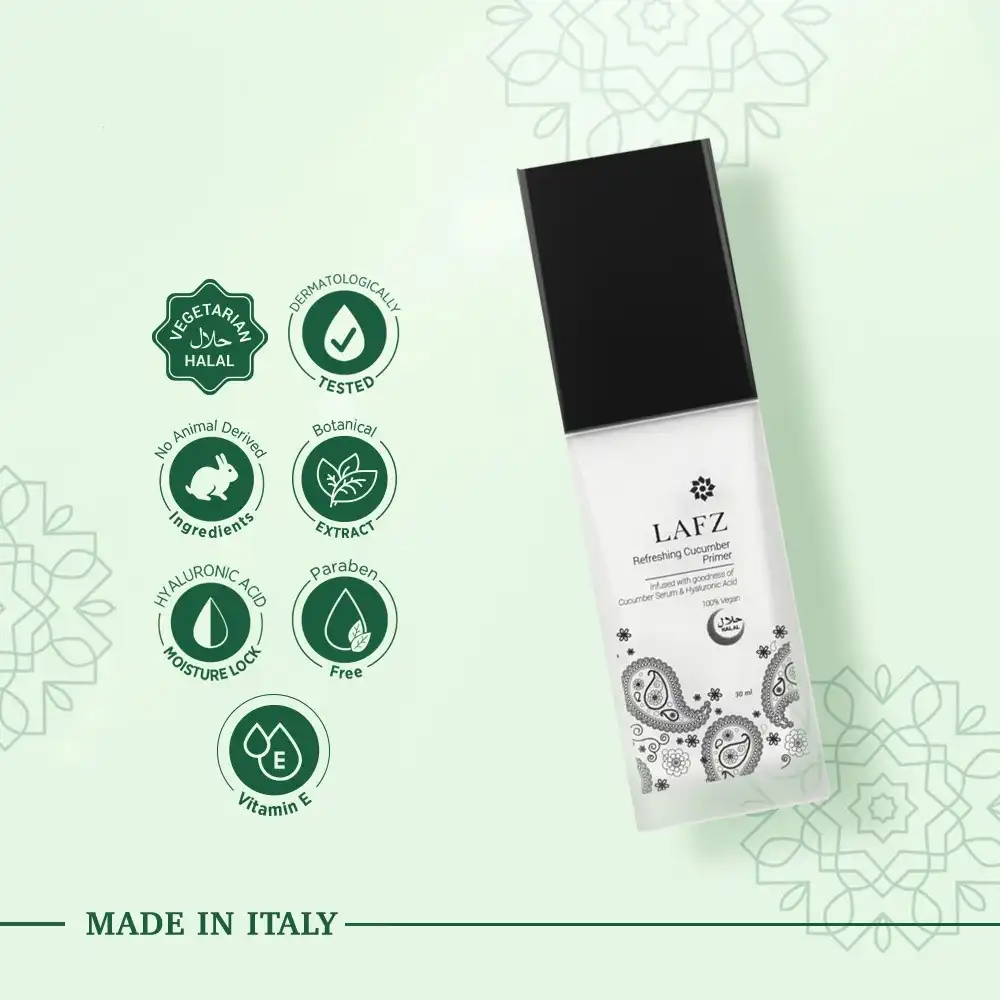 VEGETARIAN
حلال
HALAL
DERMATOLOGICALLY
TESTED
No Animal Derived
Ingredients
Botanical
EXTRACT
HYALURONIC ACID
MOISTURE LOCK
Paraben
Free
E
Vitamin E
LAFZ
Refreshing Cucumber
Primer
Infused with goodness of
Cucumber Serum & Hyaluronic Acid
100% Vegan
حلال
HALAL
30 ml
MADE IN ITALY